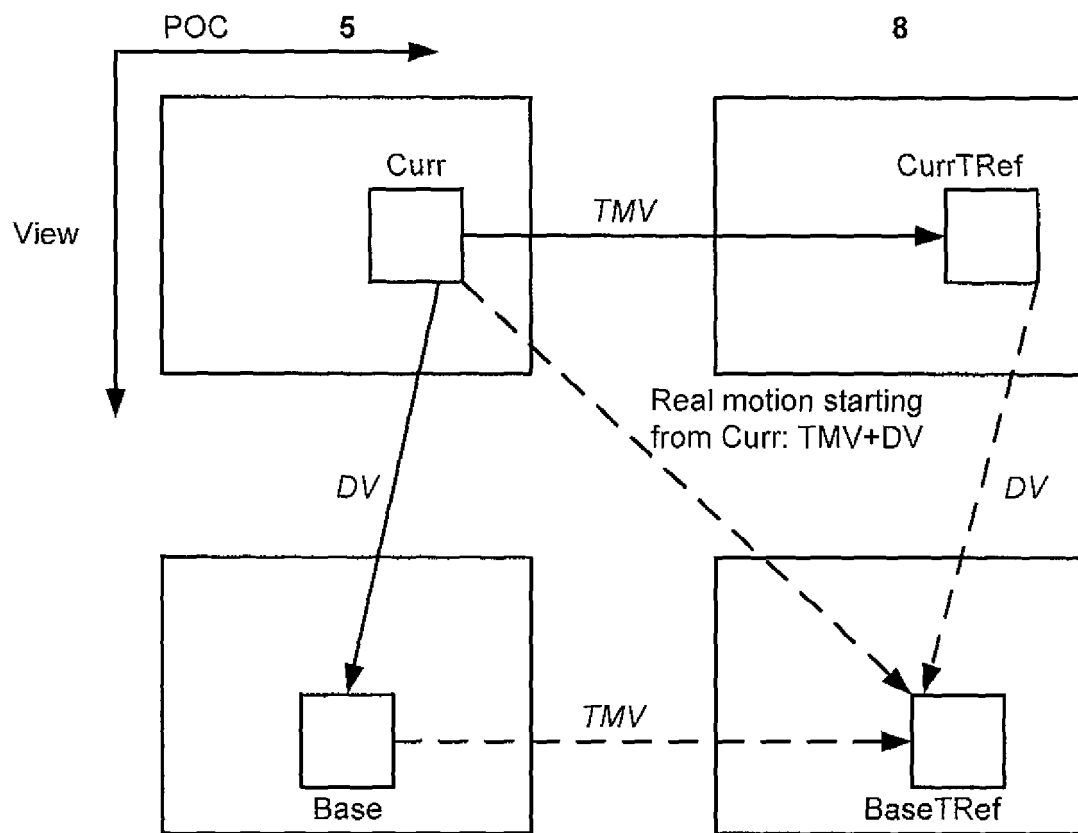 POC 5 8
Curr
CurrTRef
TMV
View
Real motion starting
from Curr: TMV+DV
DV
DV
TMV
Base
BaseTRef